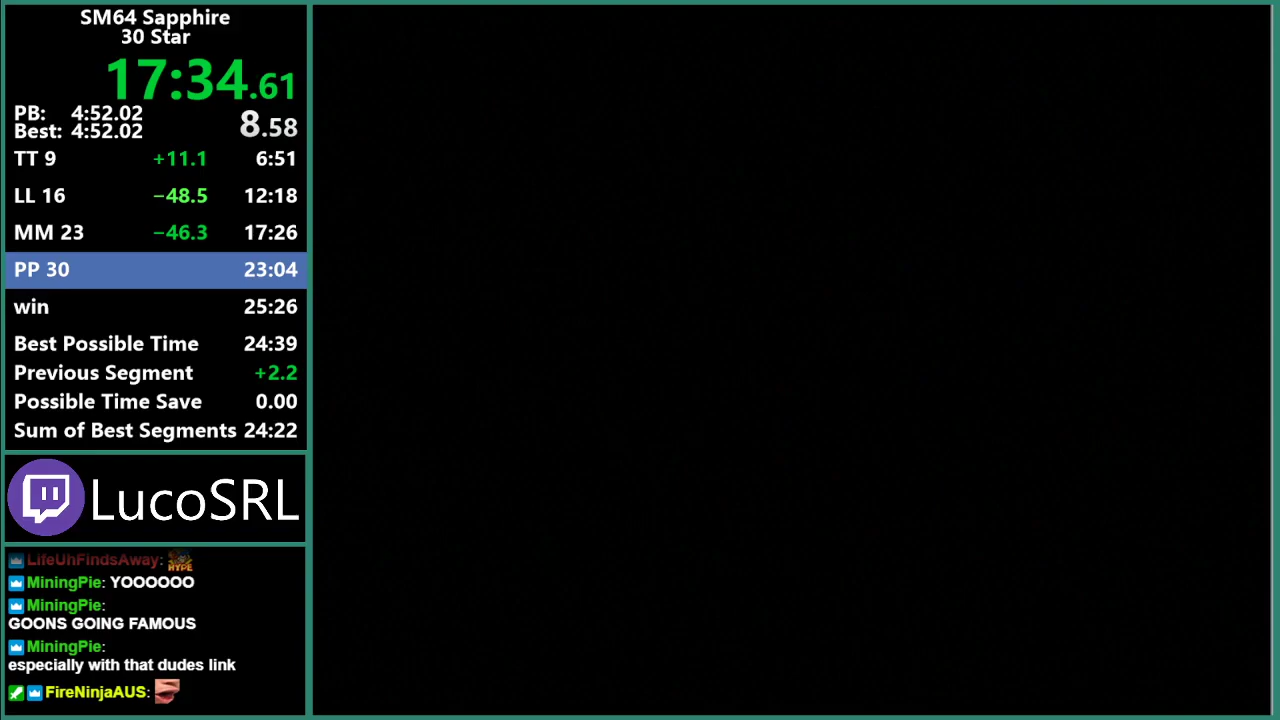 SM64 Sapphire
30 Star
17:34.61
PB: 4:52.02
Best: 4:52.02
8.58
TT 9 +11.1 6:51
LL 16 −48.5 12:18
MM 23 −46.3 17:26
PP 30 23:04
win 25:26
Best Possible Time 24:39
Previous Segment +2.2
Possible Time Save 0.00
Sum of Best Segments 24:22
LucoSRL
LifeUhFindsAway: HYPE
MiningPie: YOOOOOO
MiningPie:
GOONS GOING FAMOUS
MiningPie:
especially with that dudes link
FireNinjaAUS: